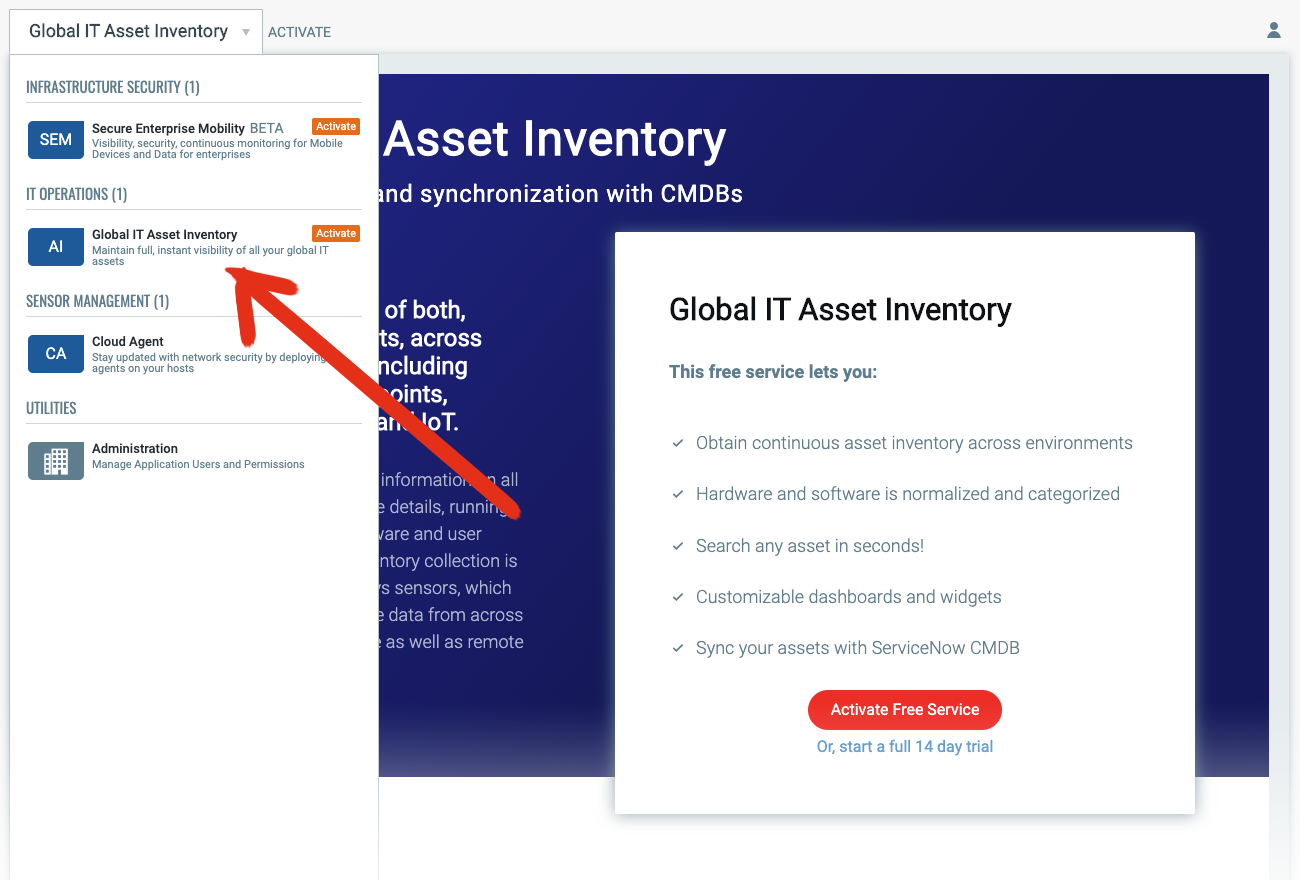 Global IT Asset Inventory
ACTIVATE
INFRASTRUCTURE SECURITY (1)
SEM
Secure Enterprise Mobility BETA
Activate
Visibility, security, continuous monitoring for Mobile
Devices and Data for enterprises
IT OPERATIONS (1)
AI
Global IT Asset Inventory
Activate
Maintain full, instant visibility of all your global IT
assets
SENSOR MANAGEMENT (1)
CA
Cloud Agent
Stay updated with network security by deploying
agents on your hosts
UTILITIES
Administration
Manage Application Users and Permissions
Asset Inventory
and synchronization with CMDBs
of both,
across
and IoT.
information on all
details, running
and user
collection is
sensors, which
data from across
as well as remote
Global IT Asset Inventory
This free service lets you:
Obtain continuous asset inventory across environments
Hardware and software is normalized and categorized
Search any asset in seconds!
Customizable dashboards and widgets
Sync your assets with ServiceNow CMDB
Activate Free Service
Or, start a full 14 day trial